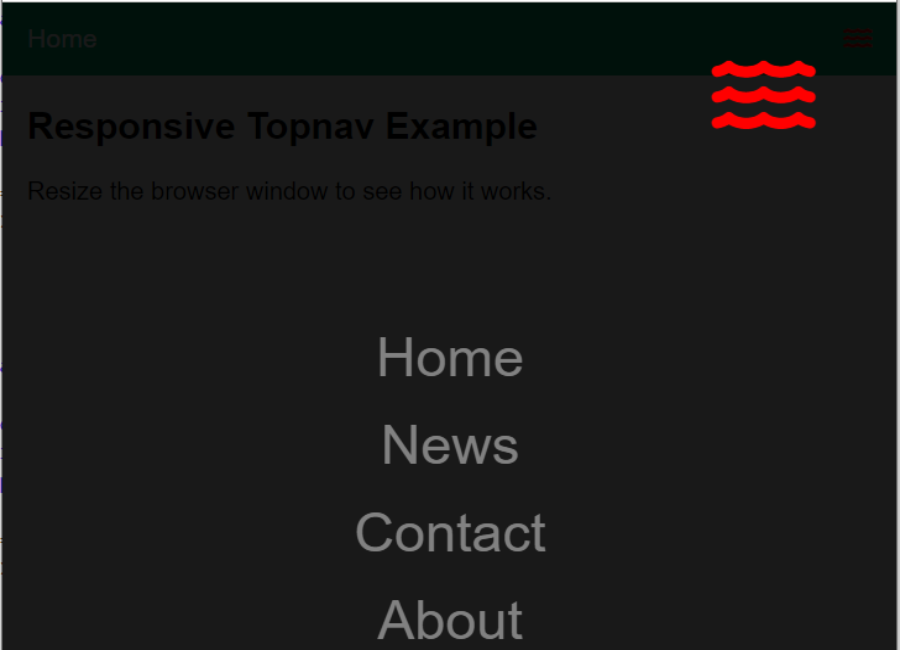 Home
Responsive Topnav Example
Resize the browser window to see how it works.
Home
News
Contact
About